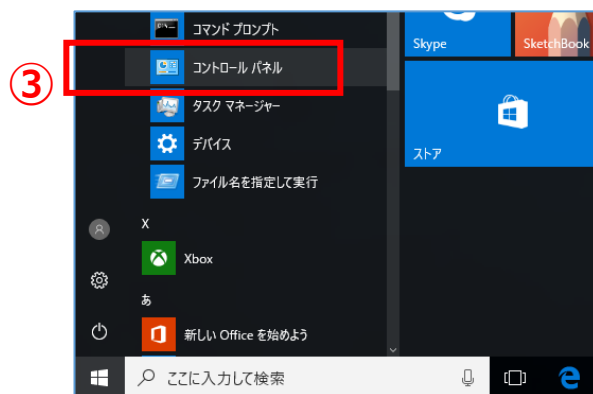 コマンド プロンプト
③
コントロール パネル
タスク マネージャー
デバイス
ファイル名を指定して実行
X
Xbox
あ
新しい Office を始めよう
ここに入力して検索
Skype
SketchBook
ストア